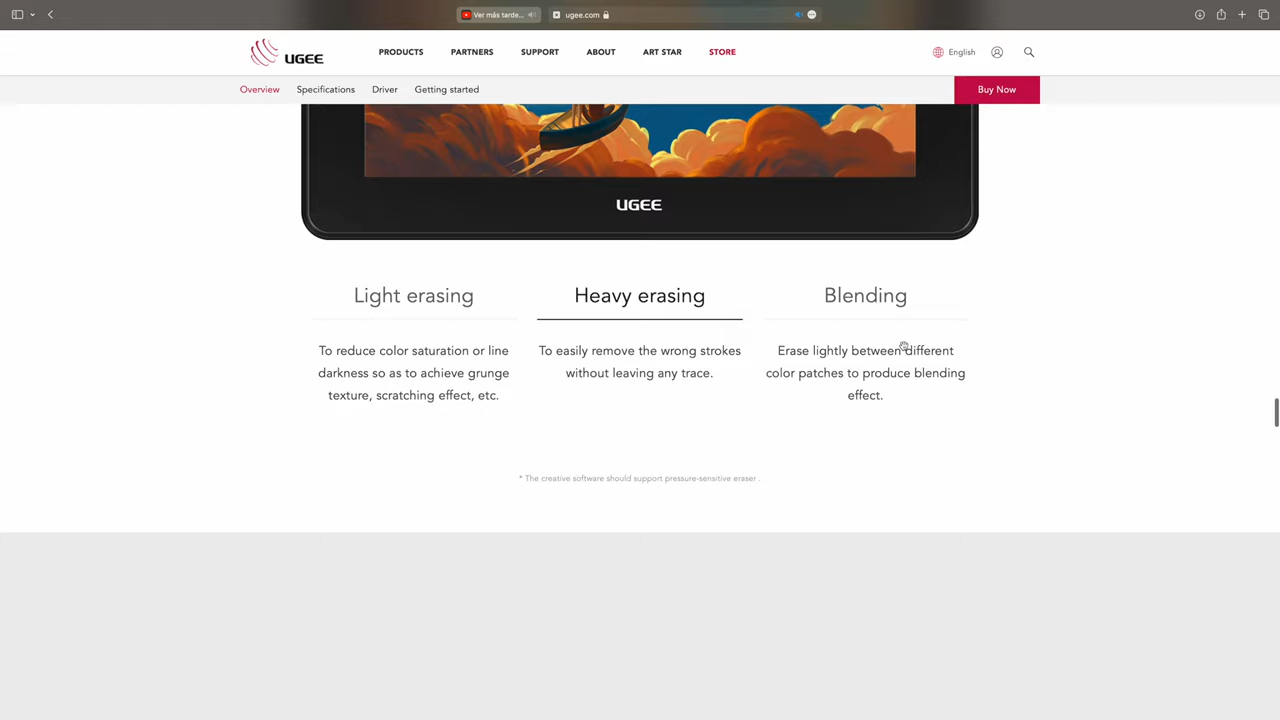 Ver más tarde...
ugee.com
UGEE
PRODUCTS
PARTNERS
SUPPORT
ABOUT
ART STAR
STORE
English
Overview
Specifications
Driver
Getting started
Buy Now
UGEE
Light erasing
To reduce color saturation or line
darkness so as to achieve grunge
texture, scratching effect, etc.
Heavy erasing
To easily remove the wrong strokes
without leaving any trace.
Blending
Erase lightly between different
color patches to produce blending
effect.
* The creative software should support pressure-sensitive eraser .